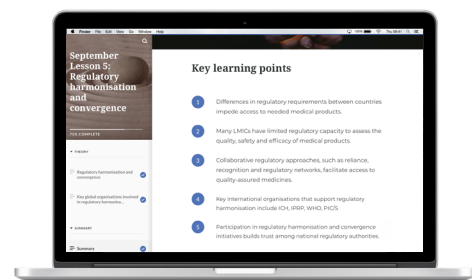 Finder File Edit View Go Window Help
100% Thu 08:41
September
Lesson 5:
Regulatory
harmonisation
and
convergence
COMPLETE
THEORY
Regulatory harmonisation and
convergence
Key global organisations involved
in regulatory harmonisa...
SUMMARY
Summary
Key learning points
1 Differences in regulatory requirements between countries
impede access to needed medical products.
2 Many LMICs have limited regulatory capacity to assess the
quality, safety and efficacy of medical products.
3 Collaborative regulatory approaches, such as reliance,
recognition and regulatory networks, facilitate access to
quality-assured medicines.
4 Key international organisations that support regulatory
harmonisation include ICH, IPRP, WHO, PIC/S.
5 Participation in regulatory harmonisation and convergence
initiatives builds trust among national regulatory authorities.